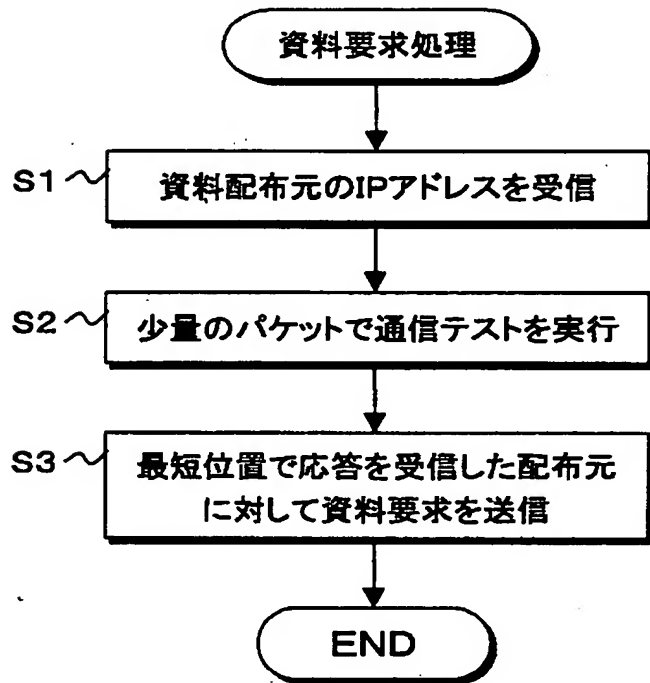 資料要求処理
S1
資料配布元のIPアドレスを受信
S2
少量のパケットで通信テストを実行
S3
最短位置で応答を受信した配布元
に対して資料要求を送信
END